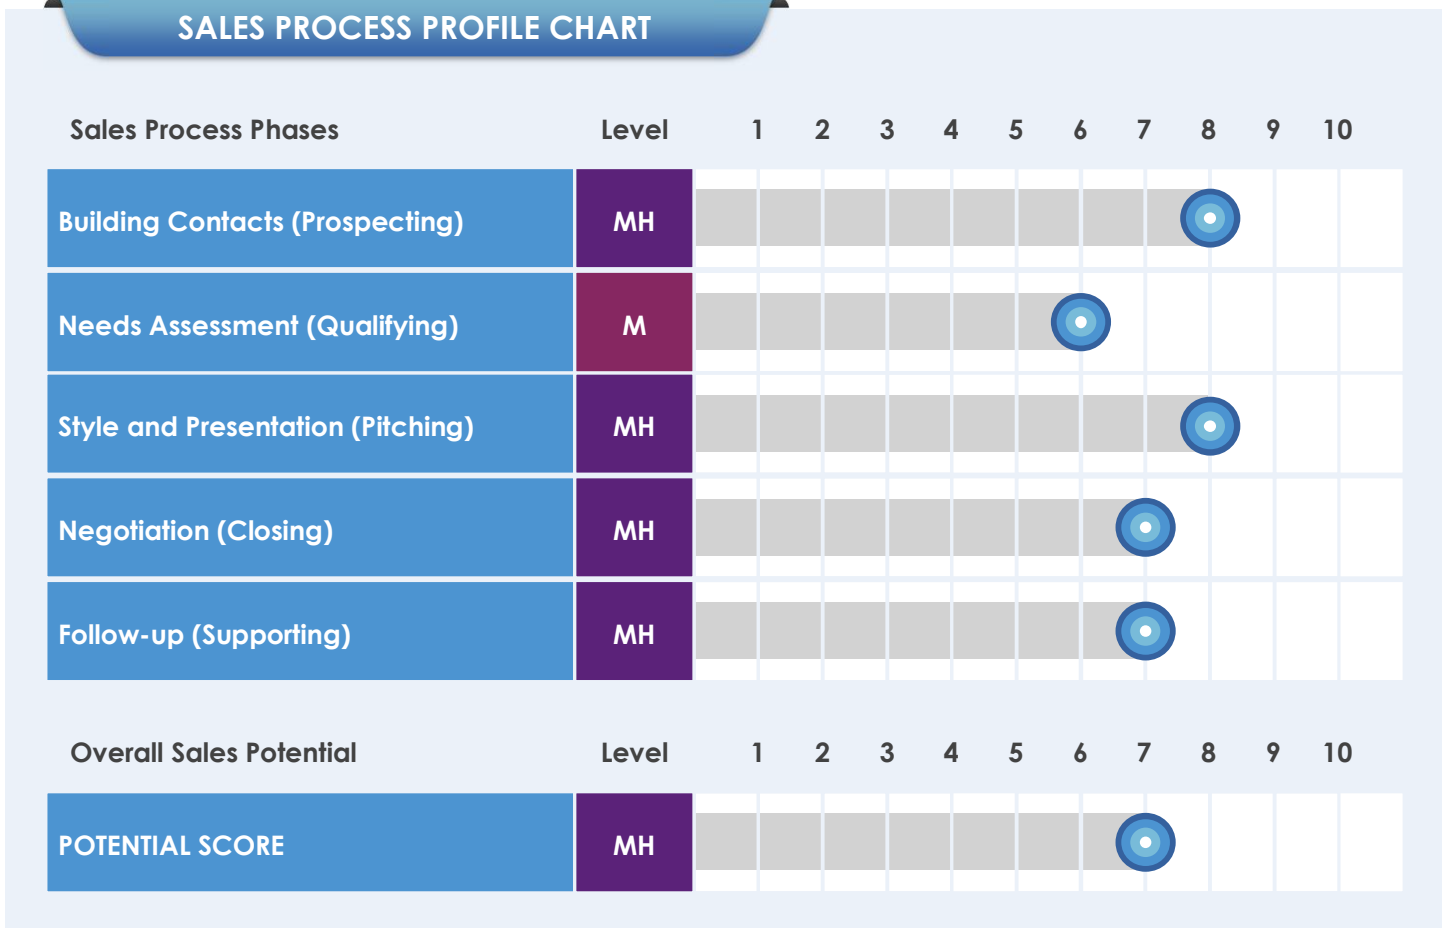 SALES PROCESS PROFILE CHART
Sales Process Phases Level 1 2 3 4 5 6 7 8 9 10
Building Contacts (Prospecting) MH
Needs Assessment (Qualifying) M
Style and Presentation (Pitching) MH
Negotiation (Closing) MH
Follow-up (Supporting) MH
Overall Sales Potential Level 1 2 3 4 5 6 7 8 9 10
POTENTIAL SCORE MH